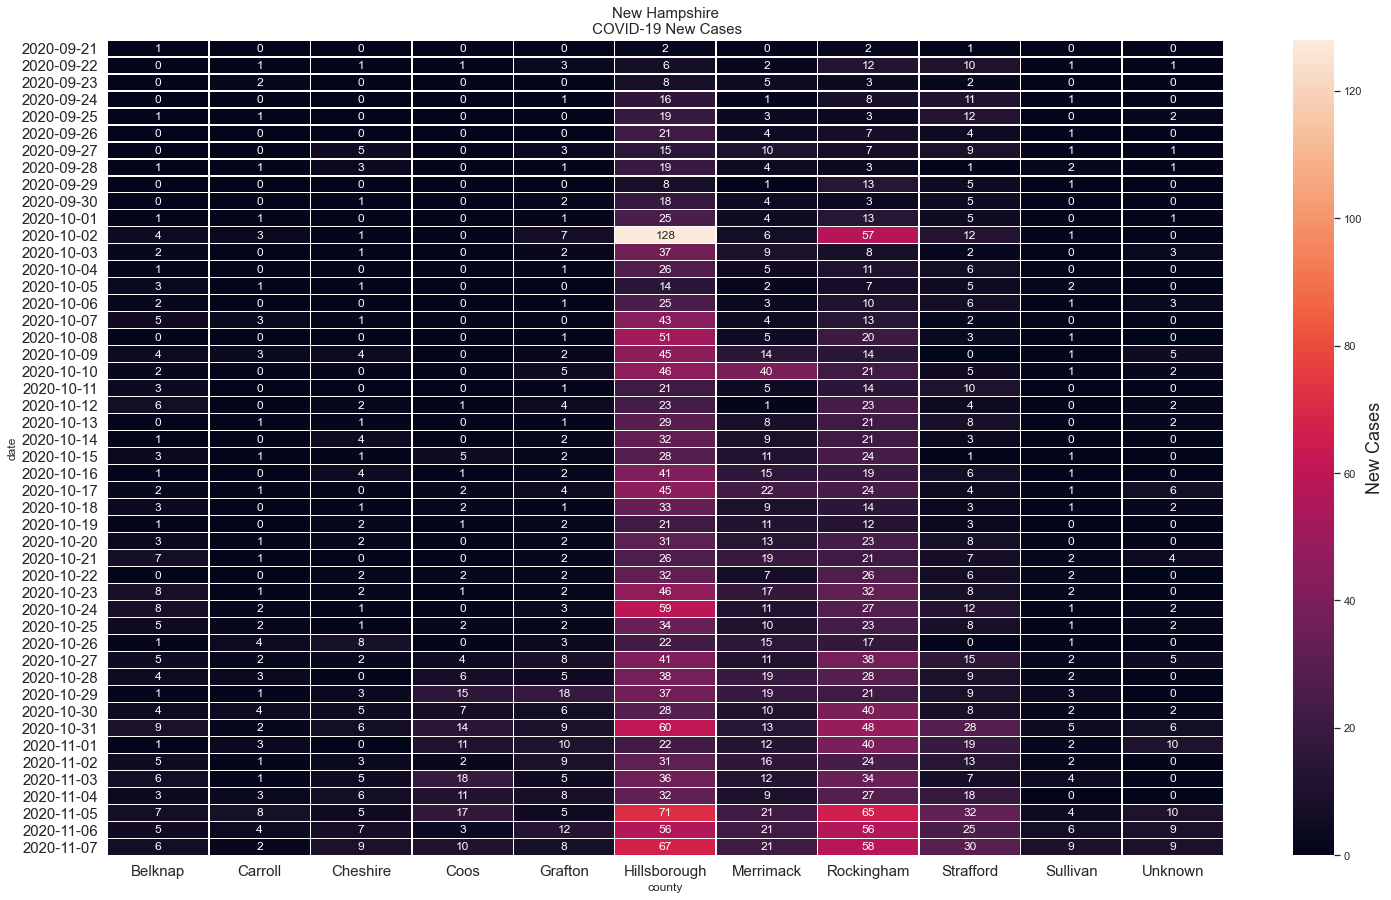 New Hampshire
COVID-19 New Cases
2020-09-21 1 0 0 0 0 2 0 2 1 0 0
2020-09-22 0 1 1 1 3 6 2 12 10 1 1
2020-09-23 0 2 0 0 0 8 5 3 2 0 0
2020-09-24 0 0 0 0 1 16 1 8 11 1 0
2020-09-25 1 1 0 0 0 19 3 3 12 0 2
2020-09-26 0 0 0 0 0 21 4 7 4 1 0
2020-09-27 0 0 5 0 3 15 10 7 9 1 1
2020-09-28 1 1 3 0 1 19 4 3 1 2 1
2020-09-29 0 0 0 0 0 8 1 13 5 1 0
2020-09-30 0 0 1 0 2 18 4 3 5 0 0
2020-10-01 1 1 0 0 1 25 4 13 5 0 1
2020-10-02 4 3 1 0 7 128 6 57 12 1 0
2020-10-03 2 0 1 0 2 37 9 8 2 0 3
2020-10-04 1 0 0 0 1 26 5 11 6 0 0
2020-10-05 3 1 1 0 0 14 2 7 5 2 0
2020-10-06 2 0 0 0 1 25 3 10 6 1 3
2020-10-07 5 3 1 0 0 43 4 13 2 0 0
2020-10-08 0 0 0 0 1 51 5 20 3 1 0
2020-10-09 4 3 4 0 2 45 14 14 0 1 5
2020-10-10 2 0 0 0 5 46 40 21 5 1 2
2020-10-11 3 0 0 0 1 21 5 14 10 0 0
2020-10-12 6 0 2 1 4 23 1 23 4 0 2
2020-10-13 0 1 1 0 1 29 8 21 8 0 2
2020-10-14 1 0 4 0 2 32 9 21 3 0 0
2020-10-15 3 1 1 5 2 28 11 24 1 1 0
2020-10-16 1 0 4 1 2 41 15 19 6 1 0
2020-10-17 2 1 0 2 4 45 22 24 4 1 6
2020-10-18 3 0 1 2 1 33 9 14 3 1 2
2020-10-19 1 0 2 1 2 21 11 12 3 0 0
2020-10-20 3 1 2 0 2 31 13 23 8 0 0
2020-10-21 7 1 0 0 2 26 19 21 7 2 4
2020-10-22 0 0 2 2 2 32 7 26 6 2 0
2020-10-23 8 1 2 1 2 46 17 32 8 2 0
2020-10-24 8 2 1 0 3 59 11 27 12 1 2
2020-10-25 5 2 1 2 2 34 10 23 8 1 2
2020-10-26 1 4 8 0 3 22 15 17 0 1 0
2020-10-27 5 2 2 4 8 41 11 38 15 2 5
2020-10-28 4 3 0 6 5 38 19 28 9 2 0
2020-10-29 1 1 3 15 18 37 19 21 9 3 0
2020-10-30 4 4 5 7 6 28 10 40 8 2 2
2020-10-31 9 2 6 14 9 60 13 48 28 5 6
2020-11-01 1 3 0 11 10 22 12 40 19 2 10
2020-11-02 5 1 3 2 9 31 16 24 13 2 0
2020-11-03 6 1 5 18 5 36 12 34 7 4 0
2020-11-04 3 3 6 11 8 32 9 27 18 0 0
2020-11-05 7 8 5 17 5 71 21 65 32 4 10
2020-11-06 5 4 7 3 12 56 21 56 25 6 9
2020-11-07 6 2 9 10 8 67 21 58 30 9 9
Belknap Carroll Cheshire Coos Grafton Hillsborough Merrimack Rockingham Strafford Sullivan Unknown
county
date
120
100
80
60
40
20
0
New Cases